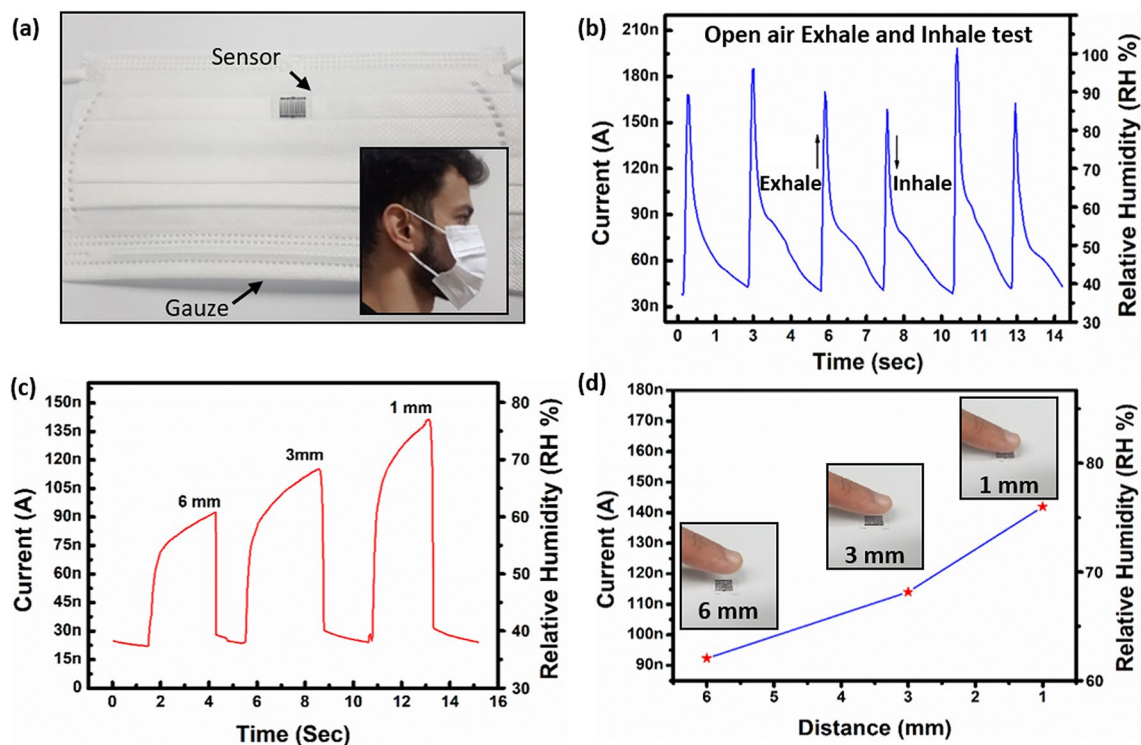 (a)
Sensor
Gauze
(b)
Open air Exhale and Inhale test
Exhale
Inhale
Current (A)
210n
180n
150n
120n
90n
60n
30n
Relative Humidity (RH %)
100
90
80
70
60
50
40
30
0 1 3 4 5 6 8 9 10 11 13 14
Time (sec)
(c)
6 mm
3mm
1 mm
Current (A)
150n
135n
120n
105n
90n
75n
60n
45n
30n
15n
0
Relative Humidity (RH %)
80
70
60
50
40
30
0 2 4 6 8 10 12 14 16
Time (Sec)
(d)
6 mm
3 mm
1 mm
Current (A)
180n
170n
160n
150n
140n
130n
120n
110n
100n
90n
Relative Humidity (RH %)
80
70
60
6 5 4 3 2 1
Distance (mm)